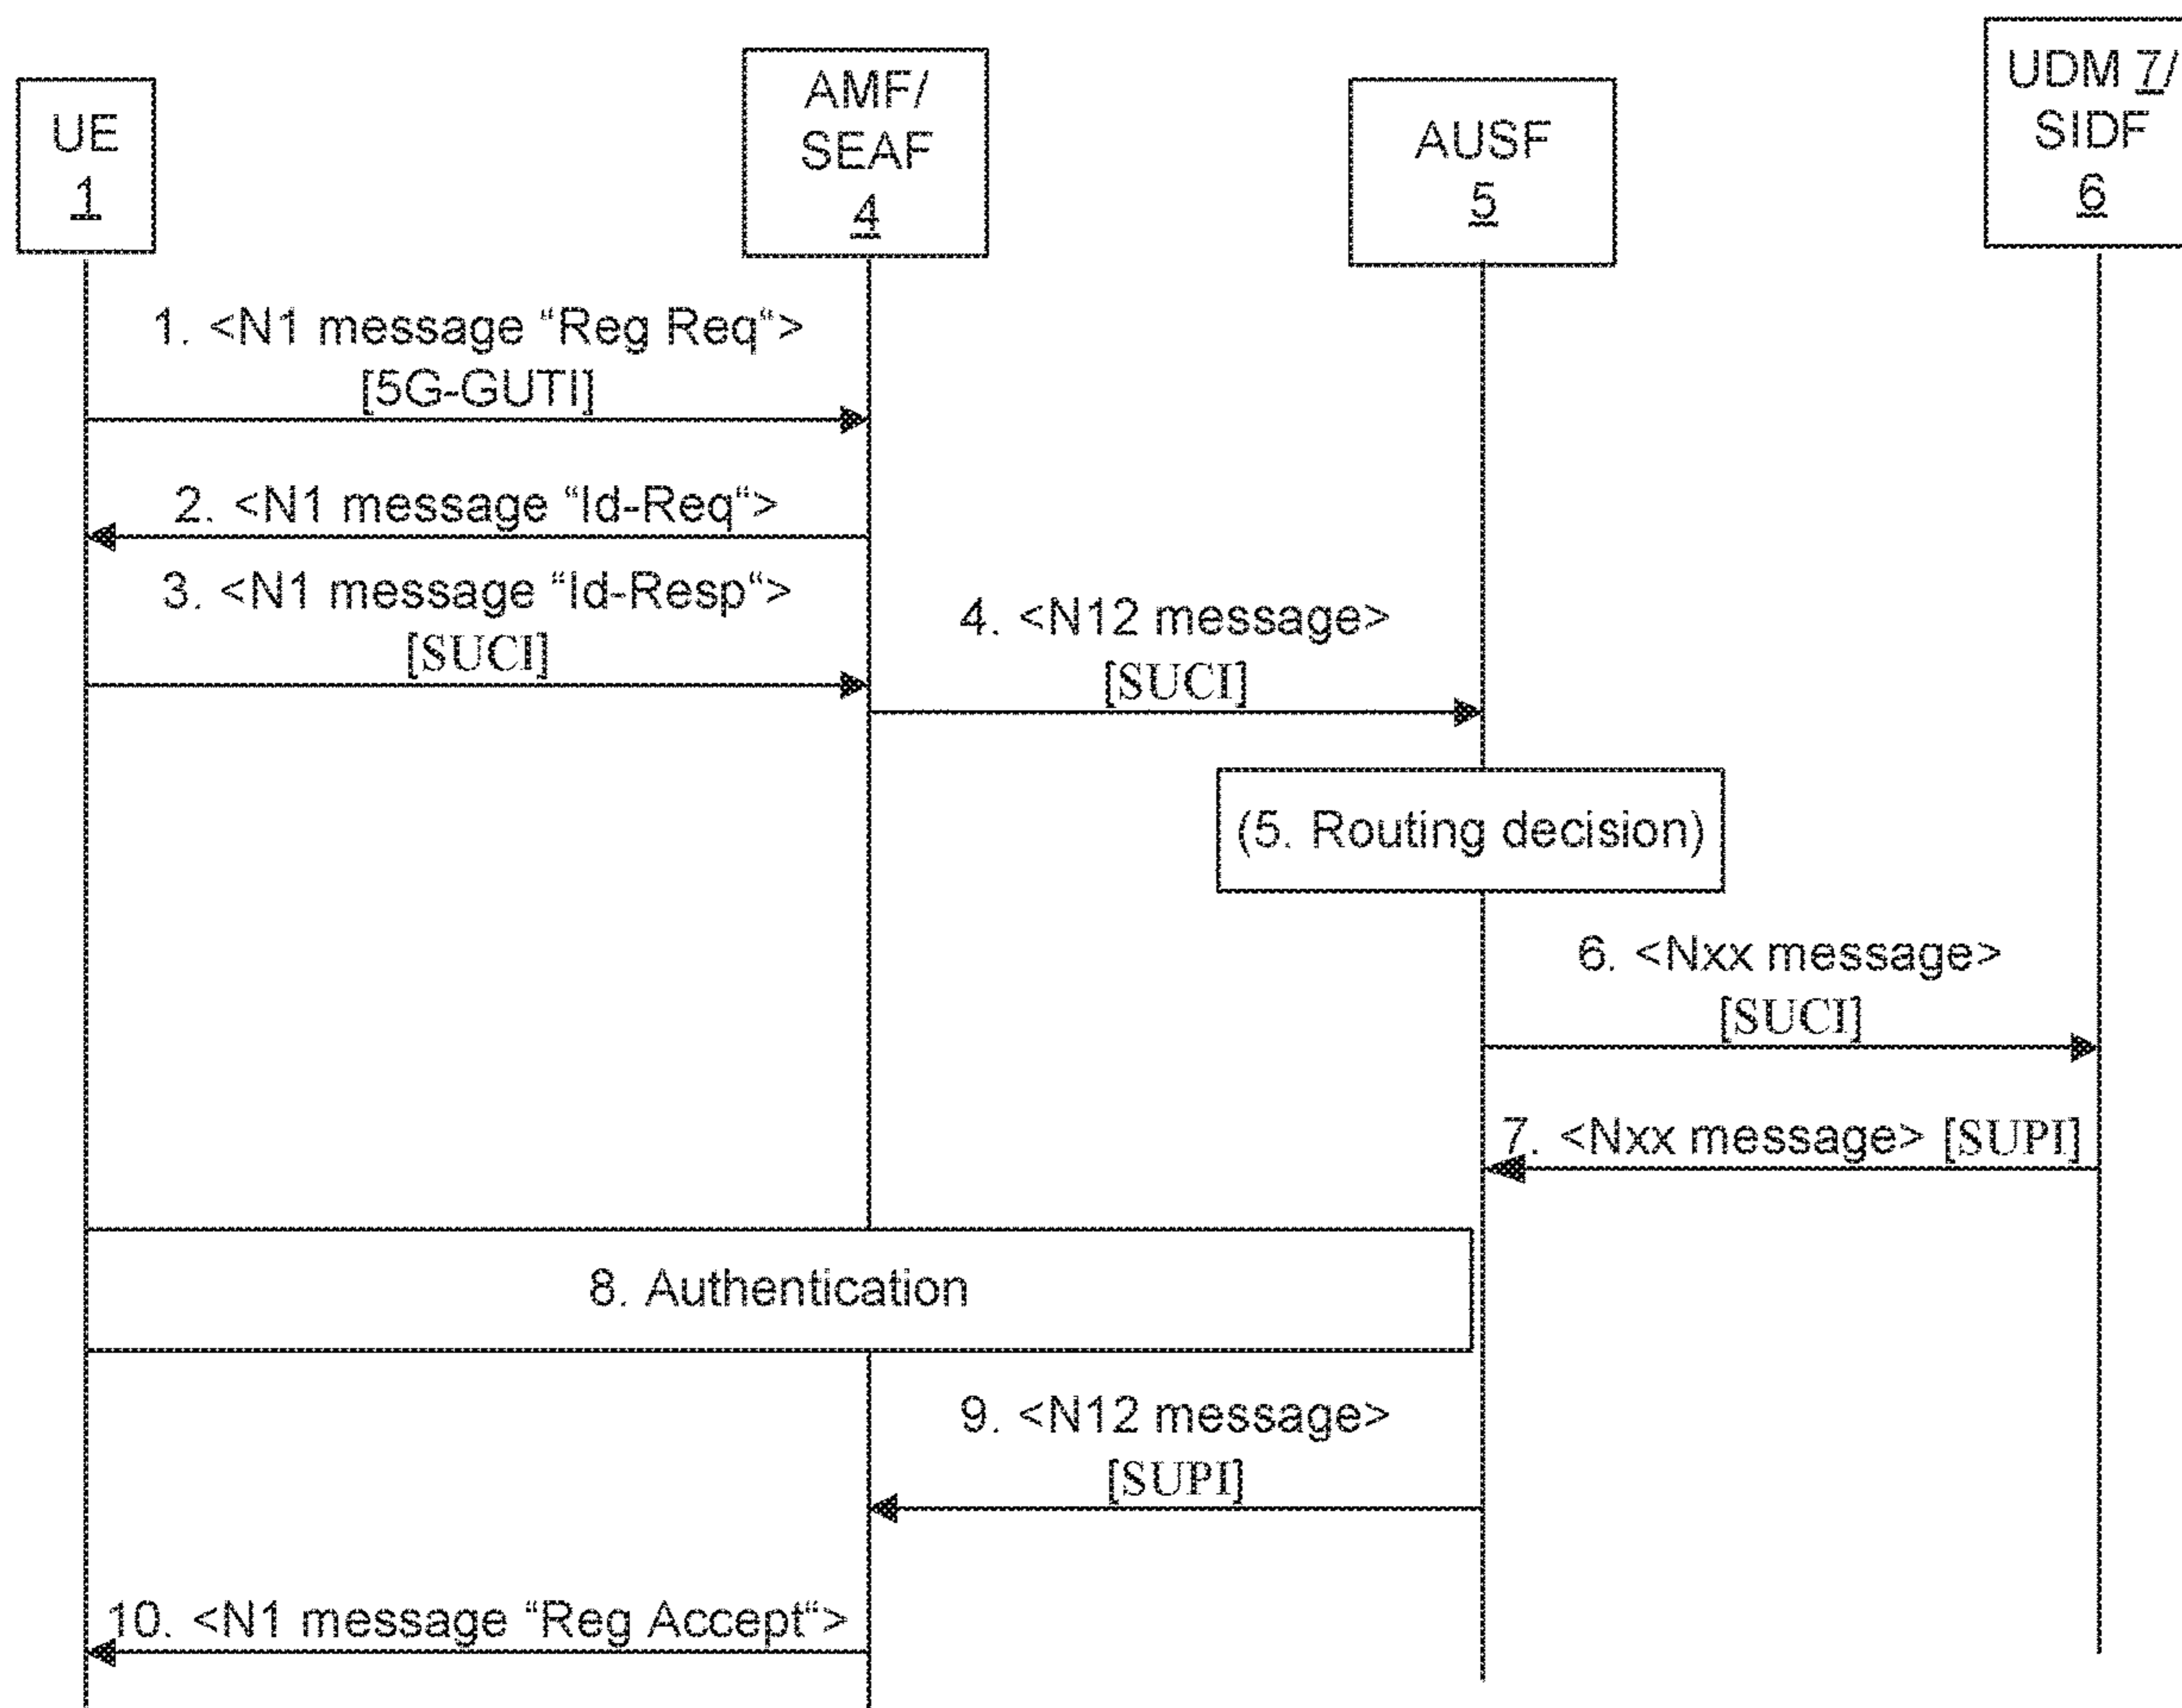 UE
1
AMF/
SEAF
4
AUSF
5
UDM 7/
SIDF
6
1. <N1 message “Reg Req“>
[5G-GUTI]
2. <N1 message “Id-Req“>
3. <N1 message “Id-Resp“>
[SUCI]
4. <N12 message>
[SUCI]
(5. Routing decision)
6. <Nxx message>
[SUCI]
7. <Nxx message> [SUPI]
8. Authentication
9. <N12 message>
[SUPI]
10. <N1 message “Reg Accept“>